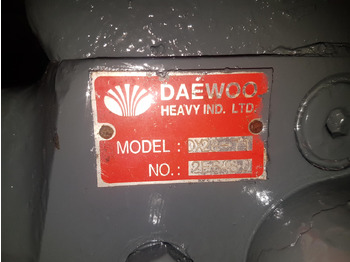 DAEWOO
HEAVY IND. LTD.
MODEL :
NO. :